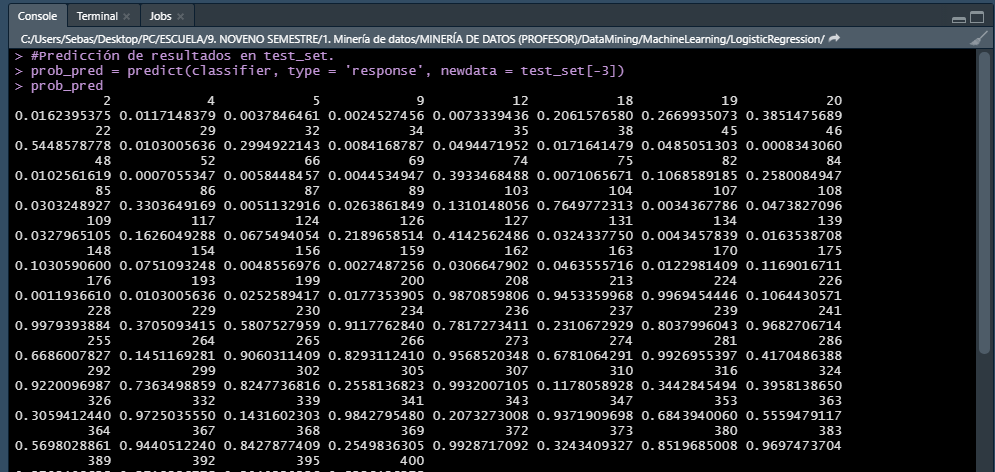 Console Terminal × Jobs ×
C:/Users/Sebas/Desktop/PC/ESCUELA/9. NOVENO SEMESTRE/1. Minería de datos/MINERÍA DE DATOS (PROFESOR)/DataMining/MachineLearning/LogisticRegression/
> #Predicción de resultados en test_set.
> prob_pred = predict(classifier, type = 'response', newdata = test_set[-3])
> prob_pred
2 4 5 9 12 18 19 20
0.0162395375 0.0117148379 0.0037846461 0.0024527456 0.0073339436 0.2061576580 0.2669935073 0.3851475689
22 29 32 34 35 38 45 46
0.5448578778 0.0103005636 0.2994922143 0.0084168787 0.0494471952 0.0171641479 0.0485051303 0.0008343060
48 52 66 69 74 75 82 84
0.0102561619 0.0007055347 0.0058448457 0.0044534947 0.3933468488 0.0071065671 0.1068589185 0.2580084947
85 86 87 89 103 104 107 108
0.0303248927 0.3303649169 0.0051132916 0.0263861849 0.1310148056 0.7649772313 0.0034367786 0.0473827096
109 117 124 126 127 131 134 139
0.0327965105 0.1626049288 0.0675494054 0.2189658514 0.4142562486 0.0324337750 0.0043457839 0.0163538708
148 154 156 159 162 163 170 175
0.1030590600 0.0751093248 0.0048556976 0.0027487256 0.0306647902 0.0463555716 0.0122981409 0.1169016711
176 193 199 200 208 213 224 226
0.0011936610 0.0103005636 0.0252589417 0.0177353905 0.9870859806 0.9453359968 0.9969454446 0.1064430571
228 229 230 234 236 237 239 241
0.9979393884 0.3705093415 0.5807527959 0.9117762840 0.7817273411 0.2310672929 0.8037996043 0.9682706714
255 264 265 266 273 274 281 286
0.6686007827 0.1451169281 0.9060311409 0.8293112410 0.9568520348 0.6781064291 0.9926955397 0.4170486388
292 299 302 305 307 310 316 324
0.9220096987 0.7363498859 0.8247736816 0.2558136823 0.9932007105 0.1178058928 0.3442845494 0.3958138650
326 332 339 341 343 347 353 363
0.3059412440 0.9725035550 0.1431602303 0.9842795480 0.2073273008 0.9371909698 0.6843940060 0.5559479117
364 367 368 369 372 373 380 383
0.5698028861 0.9440512240 0.8427877409 0.2549836305 0.9928717092 0.3243409327 0.8519685008 0.9697473704
389 392 395 400